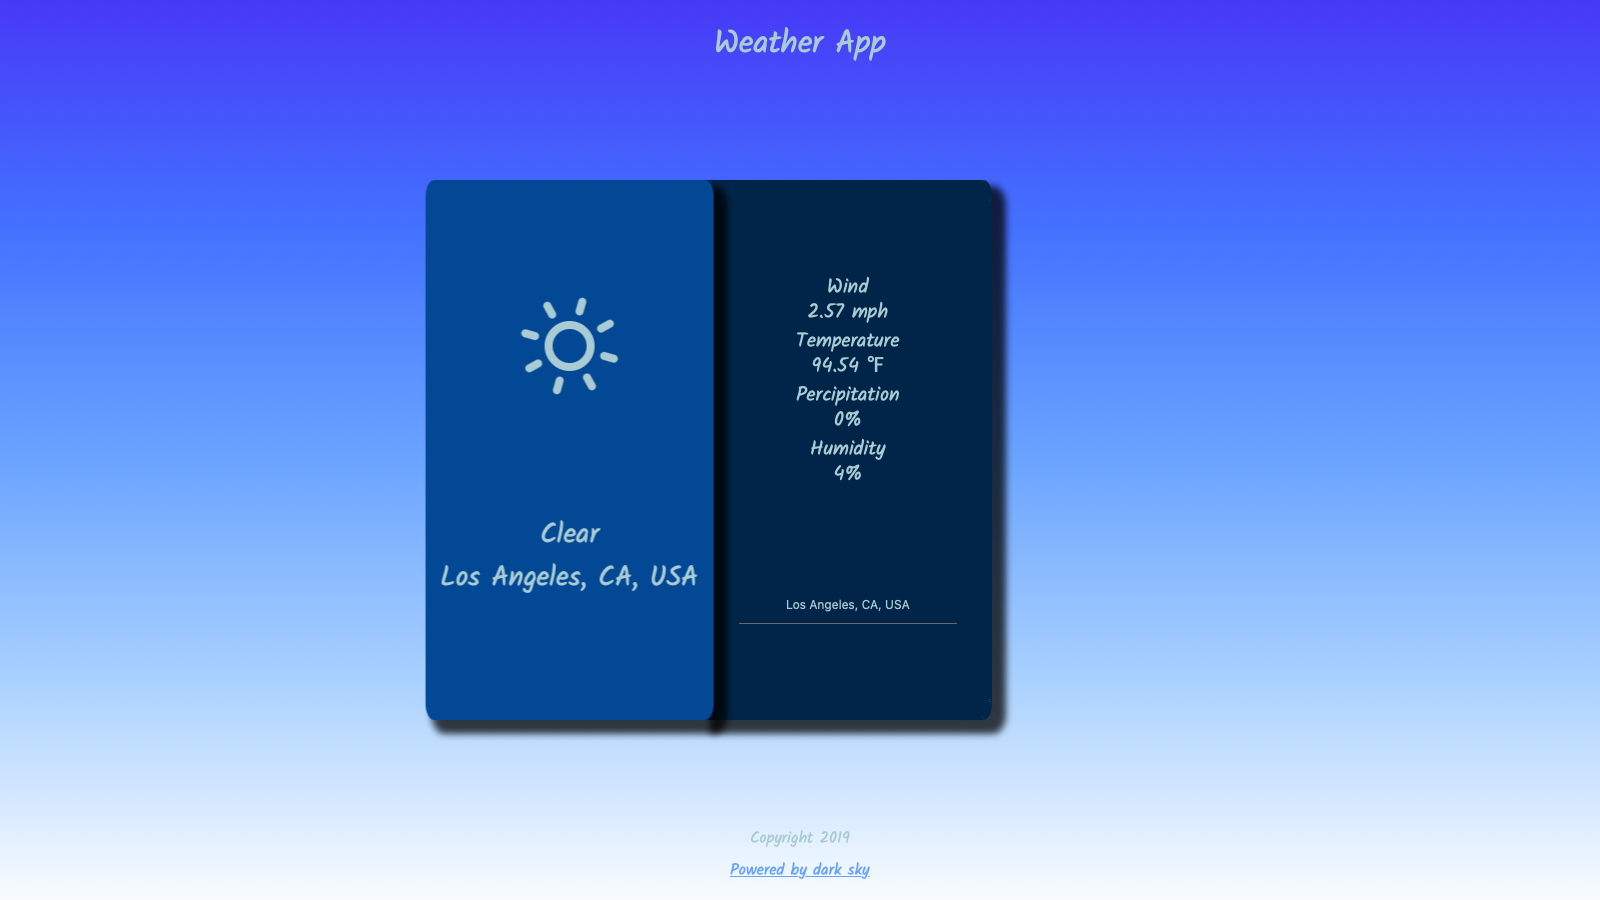 Weather App
Clear
Los Angeles, CA, USA
Wind
2.57 mph
Temperature
94.54 °F
Percipitation
0%
Humidity
4%
Los Angeles, CA, USA
Copyright 2019
Powered by dark sky